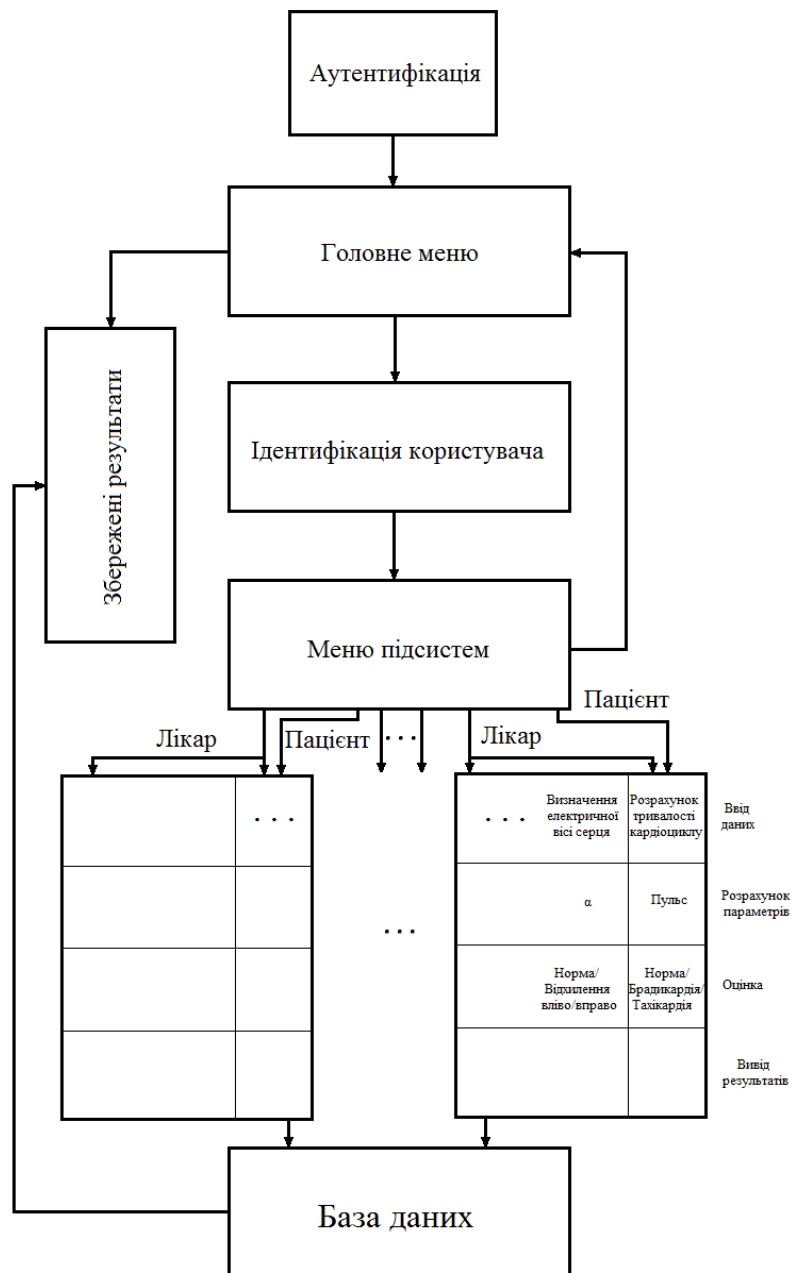 Аутентифікація
Головне меню
Збережені результати
Ідентифікація користувача
Меню підсистем
Пацієнт
Лікар
Пацієнт
. . .
Лікар
. . .
. . .
Визначення
електричної
вісі серця
Розрахунок
тривалості
кардіоциклу
Ввід
даних
α
Пульс
Розрахунок
параметрів
...
Норма/
Відхилення
вліво/вправо
Норма/
Брадикардія/
Тахікардія
Оцінка
Вивід
результатів
База даних